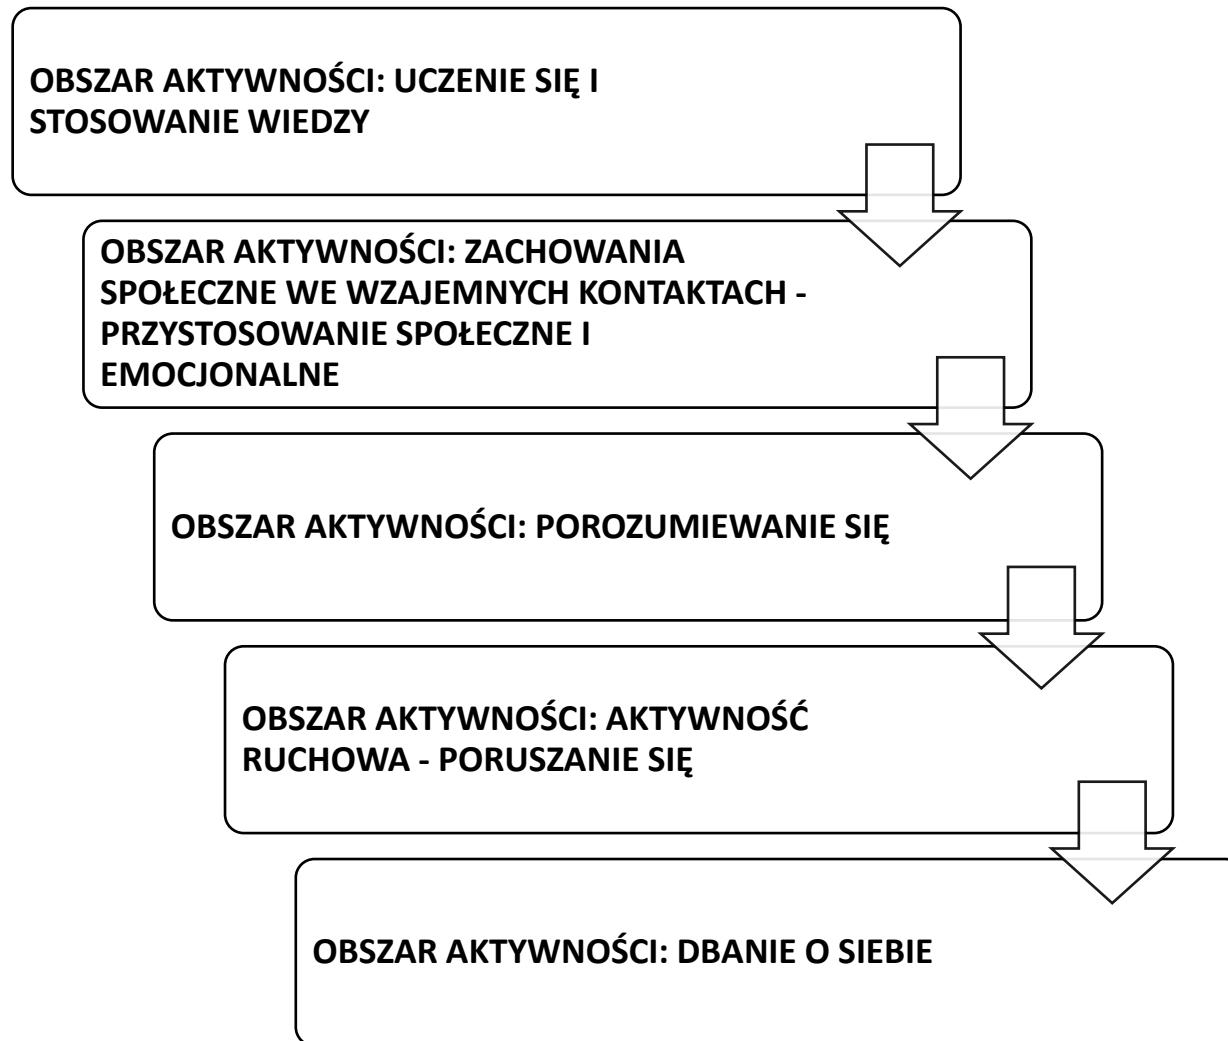 OBSZAR AKTYWNOŚCI: UCZENIE SIĘ I
STOSOWANIE WIEDZY
OBSZAR AKTYWNOŚCI: ZACHOWANIA
SPOŁECZNE WE WZAJEMNYCH KONTAKTACH -
PRZYSTOSOWANIE SPOŁECZNE I
EMOCJONALNE
OBSZAR AKTYWNOŚCI: POROZUMIEWANIE SIĘ
OBSZAR AKTYWNOŚCI: AKTYWNOŚĆ
RUCHOWA - PORUSZANIE SIĘ
OBSZAR AKTYWNOŚCI: DBANIE O SIEBIE